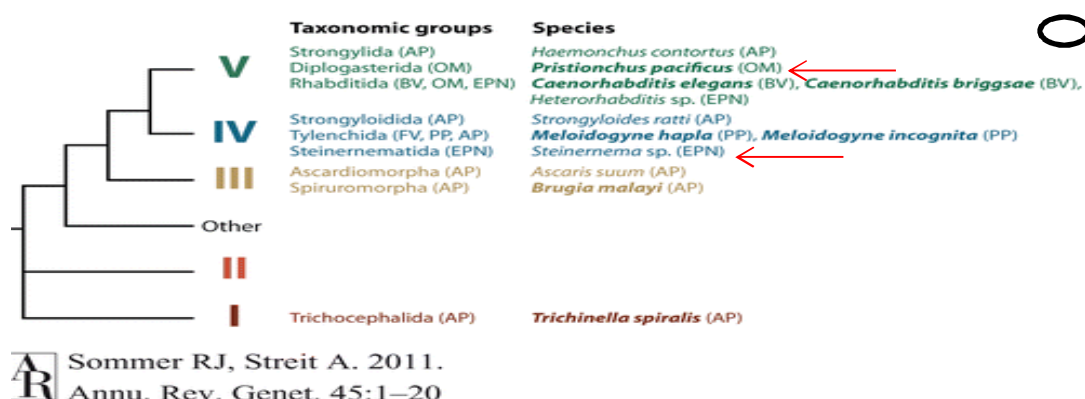 Taxonomic groups Species
V Strongylida (AP) Haemonchus contortus (AP)
Diplogasterida (OM) Pristionchus pacificus (OM)
Rhabditida (BV, OM, EPN) Caenorhabditis elegans (BV), Caenorhabditis briggsae (BV),
Heterorhabditis sp. (EPN)
IV Strongyloidida (AP) Strongyloides ratti (AP)
Tylenchida (FV, PP, AP) Meloidogyne hapla (PP), Meloidogyne incognita (PP)
Steinernematida (EPN) Steinernema sp. (EPN)
III Ascardiomorpha (AP) Ascaris suum (AP)
Spiruromorpha (AP) Brugia malayi (AP)
Other
II
I Trichocephalida (AP) Trichinella spiralis (AP)
AR Sommer RJ, Streit A. 2011.
Annu. Rev. Genet. 45:1–20